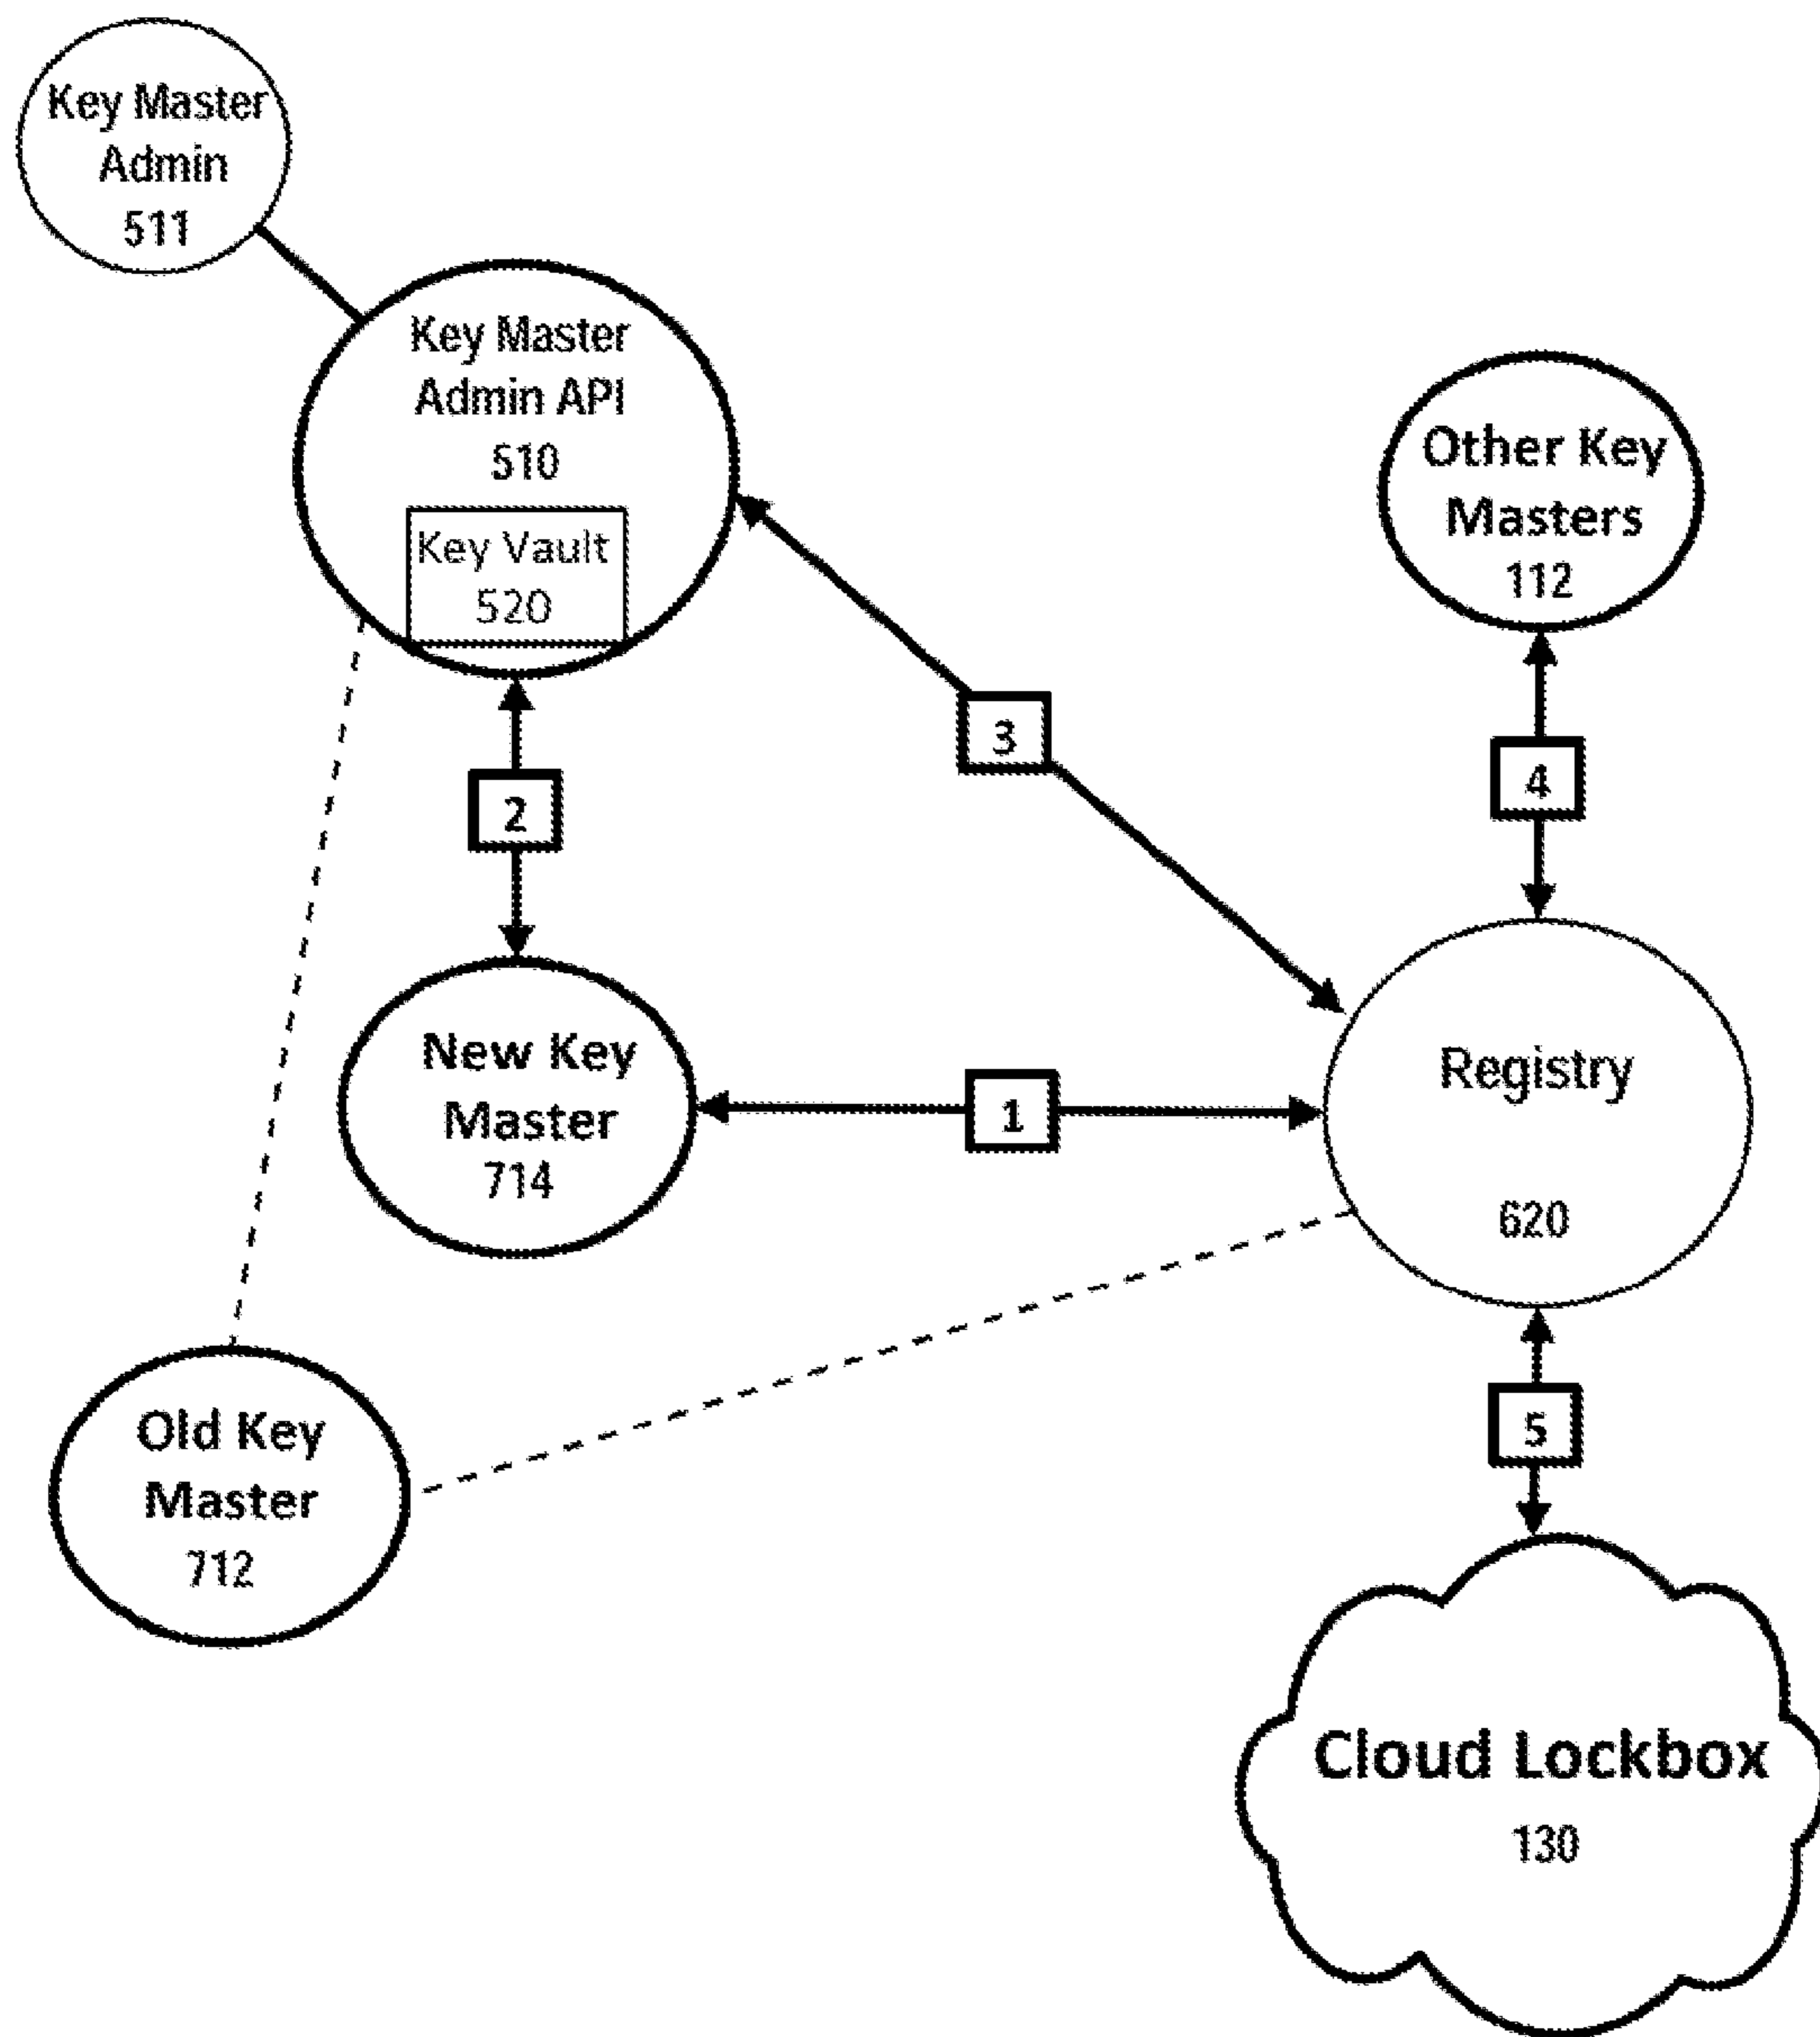 Key Master
Admin
511
Key Master
Admin API
510
Key Vault
520
Other Key
Masters
112
3
4
2
New Key
Master
714
1
Registry
620
Old Key
Master
712
5
Cloud Lockbox
130